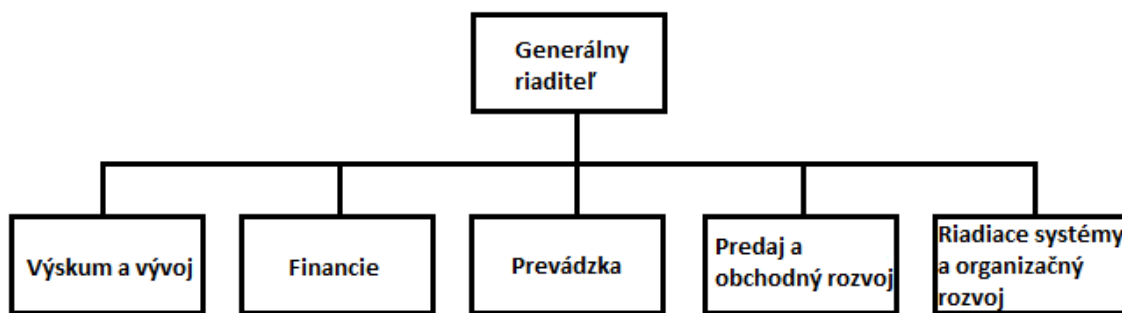 Generálny
riaditeľ
Výskum a vývoj
Financie
Prevádzka
Predaj a
obchodný rozvoj
Riadiace systémy
a organizačný
rozvoj